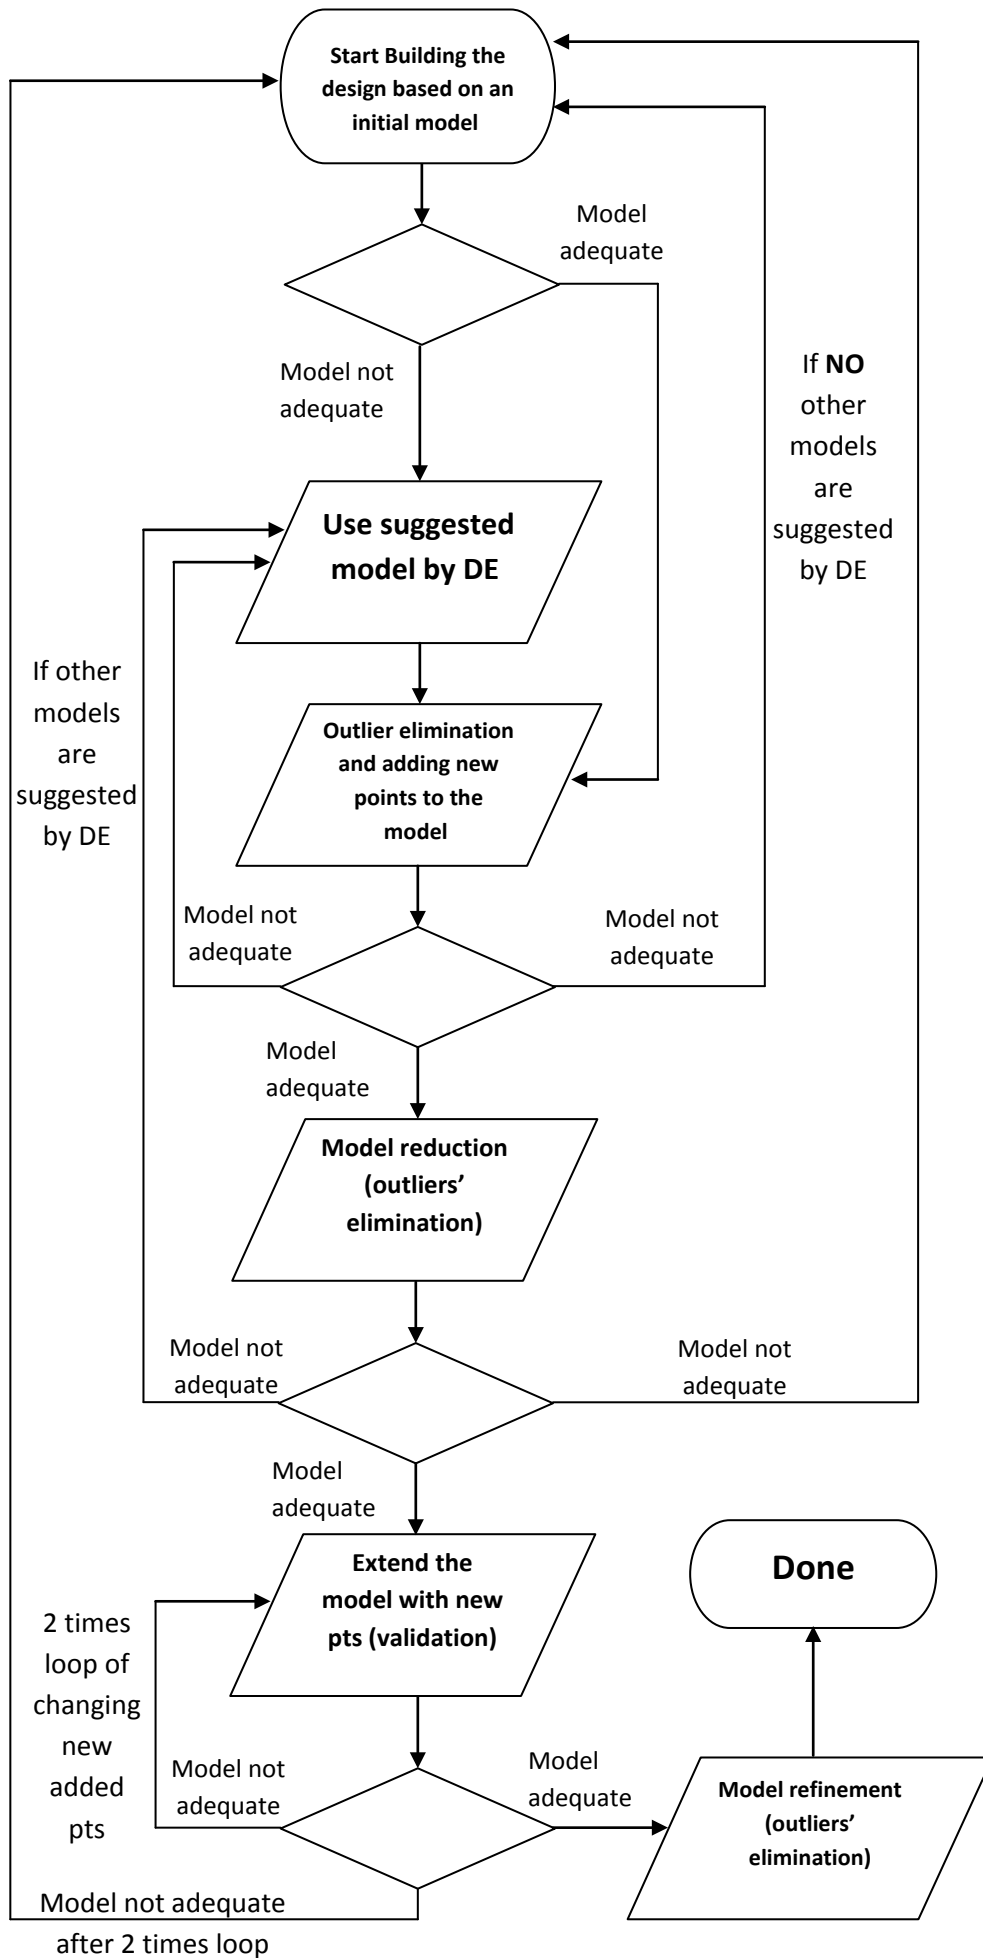 Start Building the
design based on an
initial model
Model
adequate
Model not
adequate
If NO
other
models
are
suggested
by DE
Use suggested
model by DE
If other
models
are
suggested
by DE
Outlier elimination
and adding new
points to the
model
Model not
adequate
Model not
adequate
Model
adequate
Model reduction
(outliers’
elimination)
Model not
adequate
Model not
adequate
Model
adequate
Extend the
model with new
pts (validation)
Done
2 times
loop of
changing
new
added
pts
Model not
adequate
Model
adequate
Model refinement
(outliers’
elimination)
Model not adequate
after 2 times loop